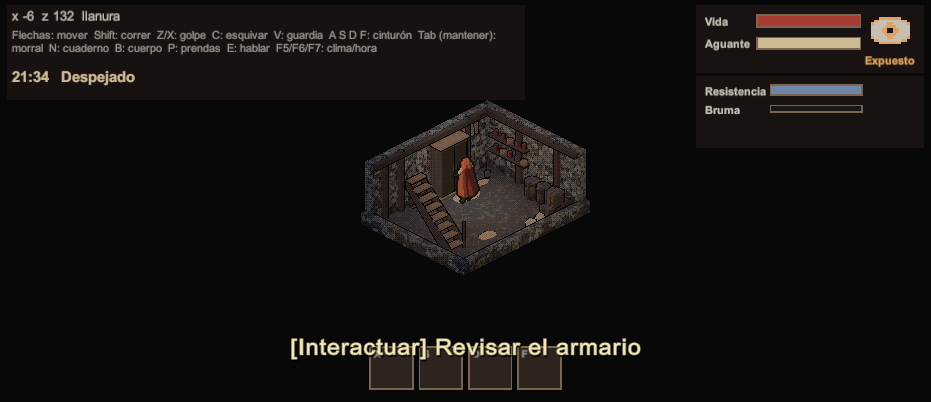 x -6 z 132 llanura
Flechas: mover Shift: correr Z/X: golpe C: esquivar V: guardia A S D F: cinturón Tab (mantener):
morral N: cuaderno B: cuerpo P: prendas E: hablar F5/F6/F7: clima/hora
21:34 Despejado
Vida
Aguante
Expuesto
Resistencia
Bruma
[Interactuar] Revisar el armario